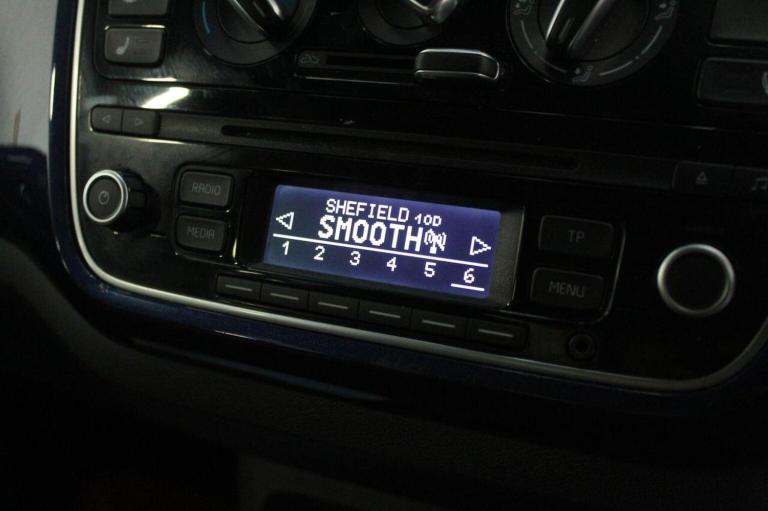 RADIO
MEDIA
SHEFIELD 10D
SMOOTH
1 2 3 4 5 6
TP
MENU